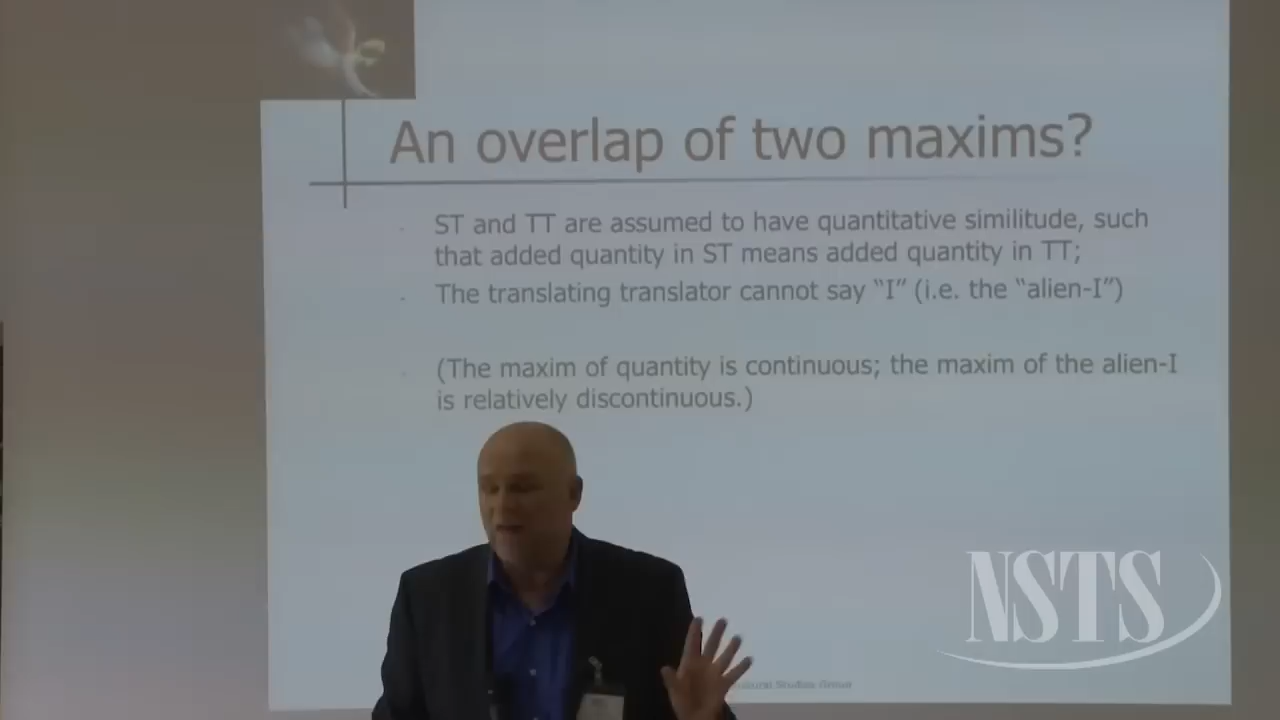 An overlap of two maxims?
ST and TT are assumed to have quantitative similitude, such
that added quantity in ST means added quantity in TT;
The translating translator cannot say “I” (i.e. the “alien-I”)
(The maxim of quantity is continuous; the maxim of the alien-I
is relatively discontinuous.)
NSTS
Studies Group